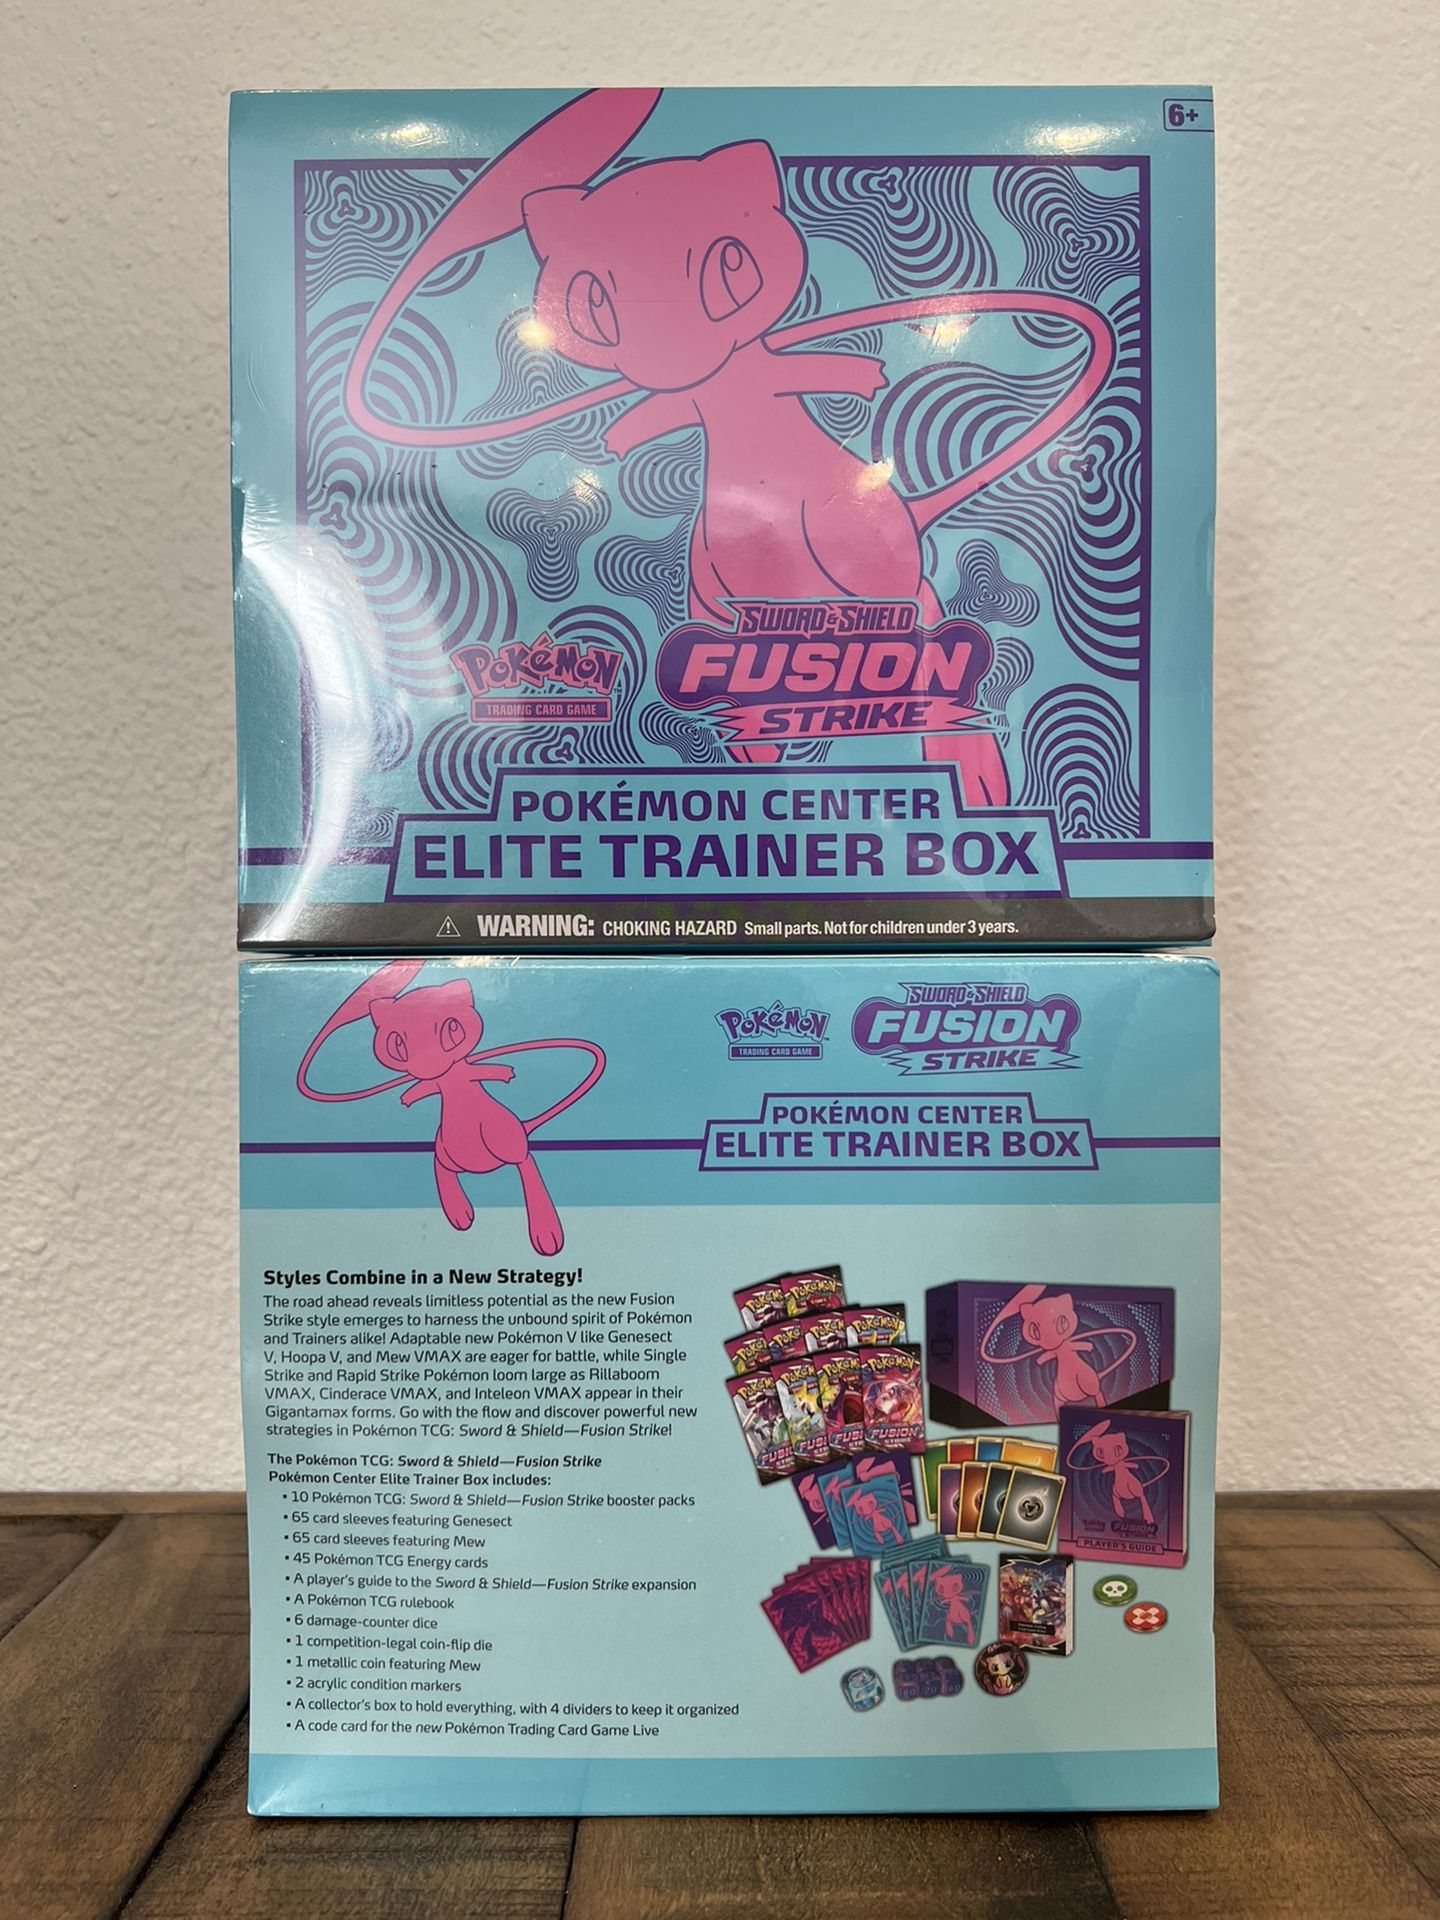 6+
SWORD & SHIELD
Pokémon
TRADING CARD GAME
FUSION
STRIKE
POKÉMON CENTER
ELITE TRAINER BOX
WARNING: CHOKING HAZARD Small parts. Not for children under 3 years.
SWORD & SHIELD
Pokémon
TRADING CARD GAME
FUSION
STRIKE
POKÉMON CENTER
ELITE TRAINER BOX
Styles Combine in a New Strategy!
The road ahead reveals limitless potential as the new Fusion
Strike style emerges to harness the unbound spirit of Pokémon
and Trainers alike! Adaptable new Pokémon V like Genesect
V, Hoopa V, and Mew VMAX are eager for battle, while Single
Strike and Rapid Strike Pokémon loom large as Rillaboom
VMAX, Cinderace VMAX, and Inteleon VMAX appear in their
Gigantamax forms. Go with the flow and discover powerful new
strategies in Pokémon TCG: Sword & Shield—Fusion Strike!
The Pokémon TCG: Sword & Shield—Fusion Strike
Pokémon Center Elite Trainer Box includes:
• 10 Pokémon TCG: Sword & Shield—Fusion Strike booster packs
• 65 card sleeves featuring Genesect
• 65 card sleeves featuring Mew
• 45 Pokémon TCG Energy cards
• A player's guide to the Sword & Shield—Fusion Strike expansion
• A Pokémon TCG rulebook
• 6 damage-counter dice
• 1 competition-legal coin-flip die
• 1 metallic coin featuring Mew
• 2 acrylic condition markers
• A collector's box to hold everything, with 4 dividers to keep it organized
• A code card for the new Pokémon Trading Card Game Live
Pokémon
FUSION
STRIKE
FUSION
STRIKE
PLAYER'S GUIDE